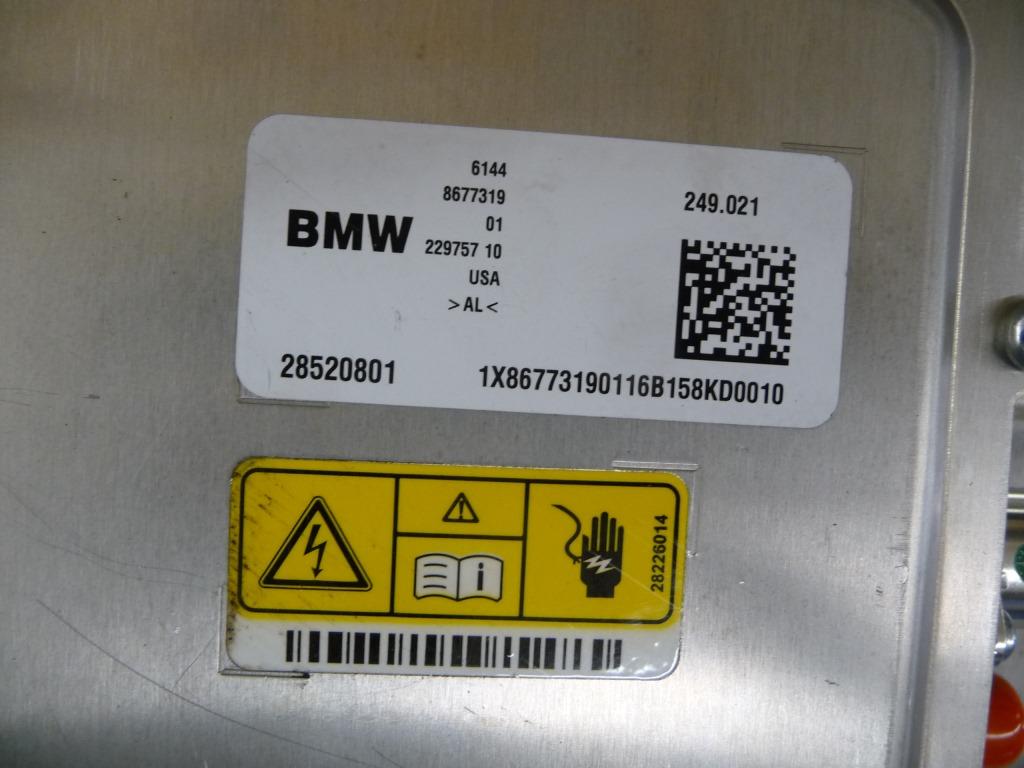 6144
8677319
01
BMW
229757 10
USA
>AL<
249.021
28520801
1X86773190116B158KD0010
i
28226014